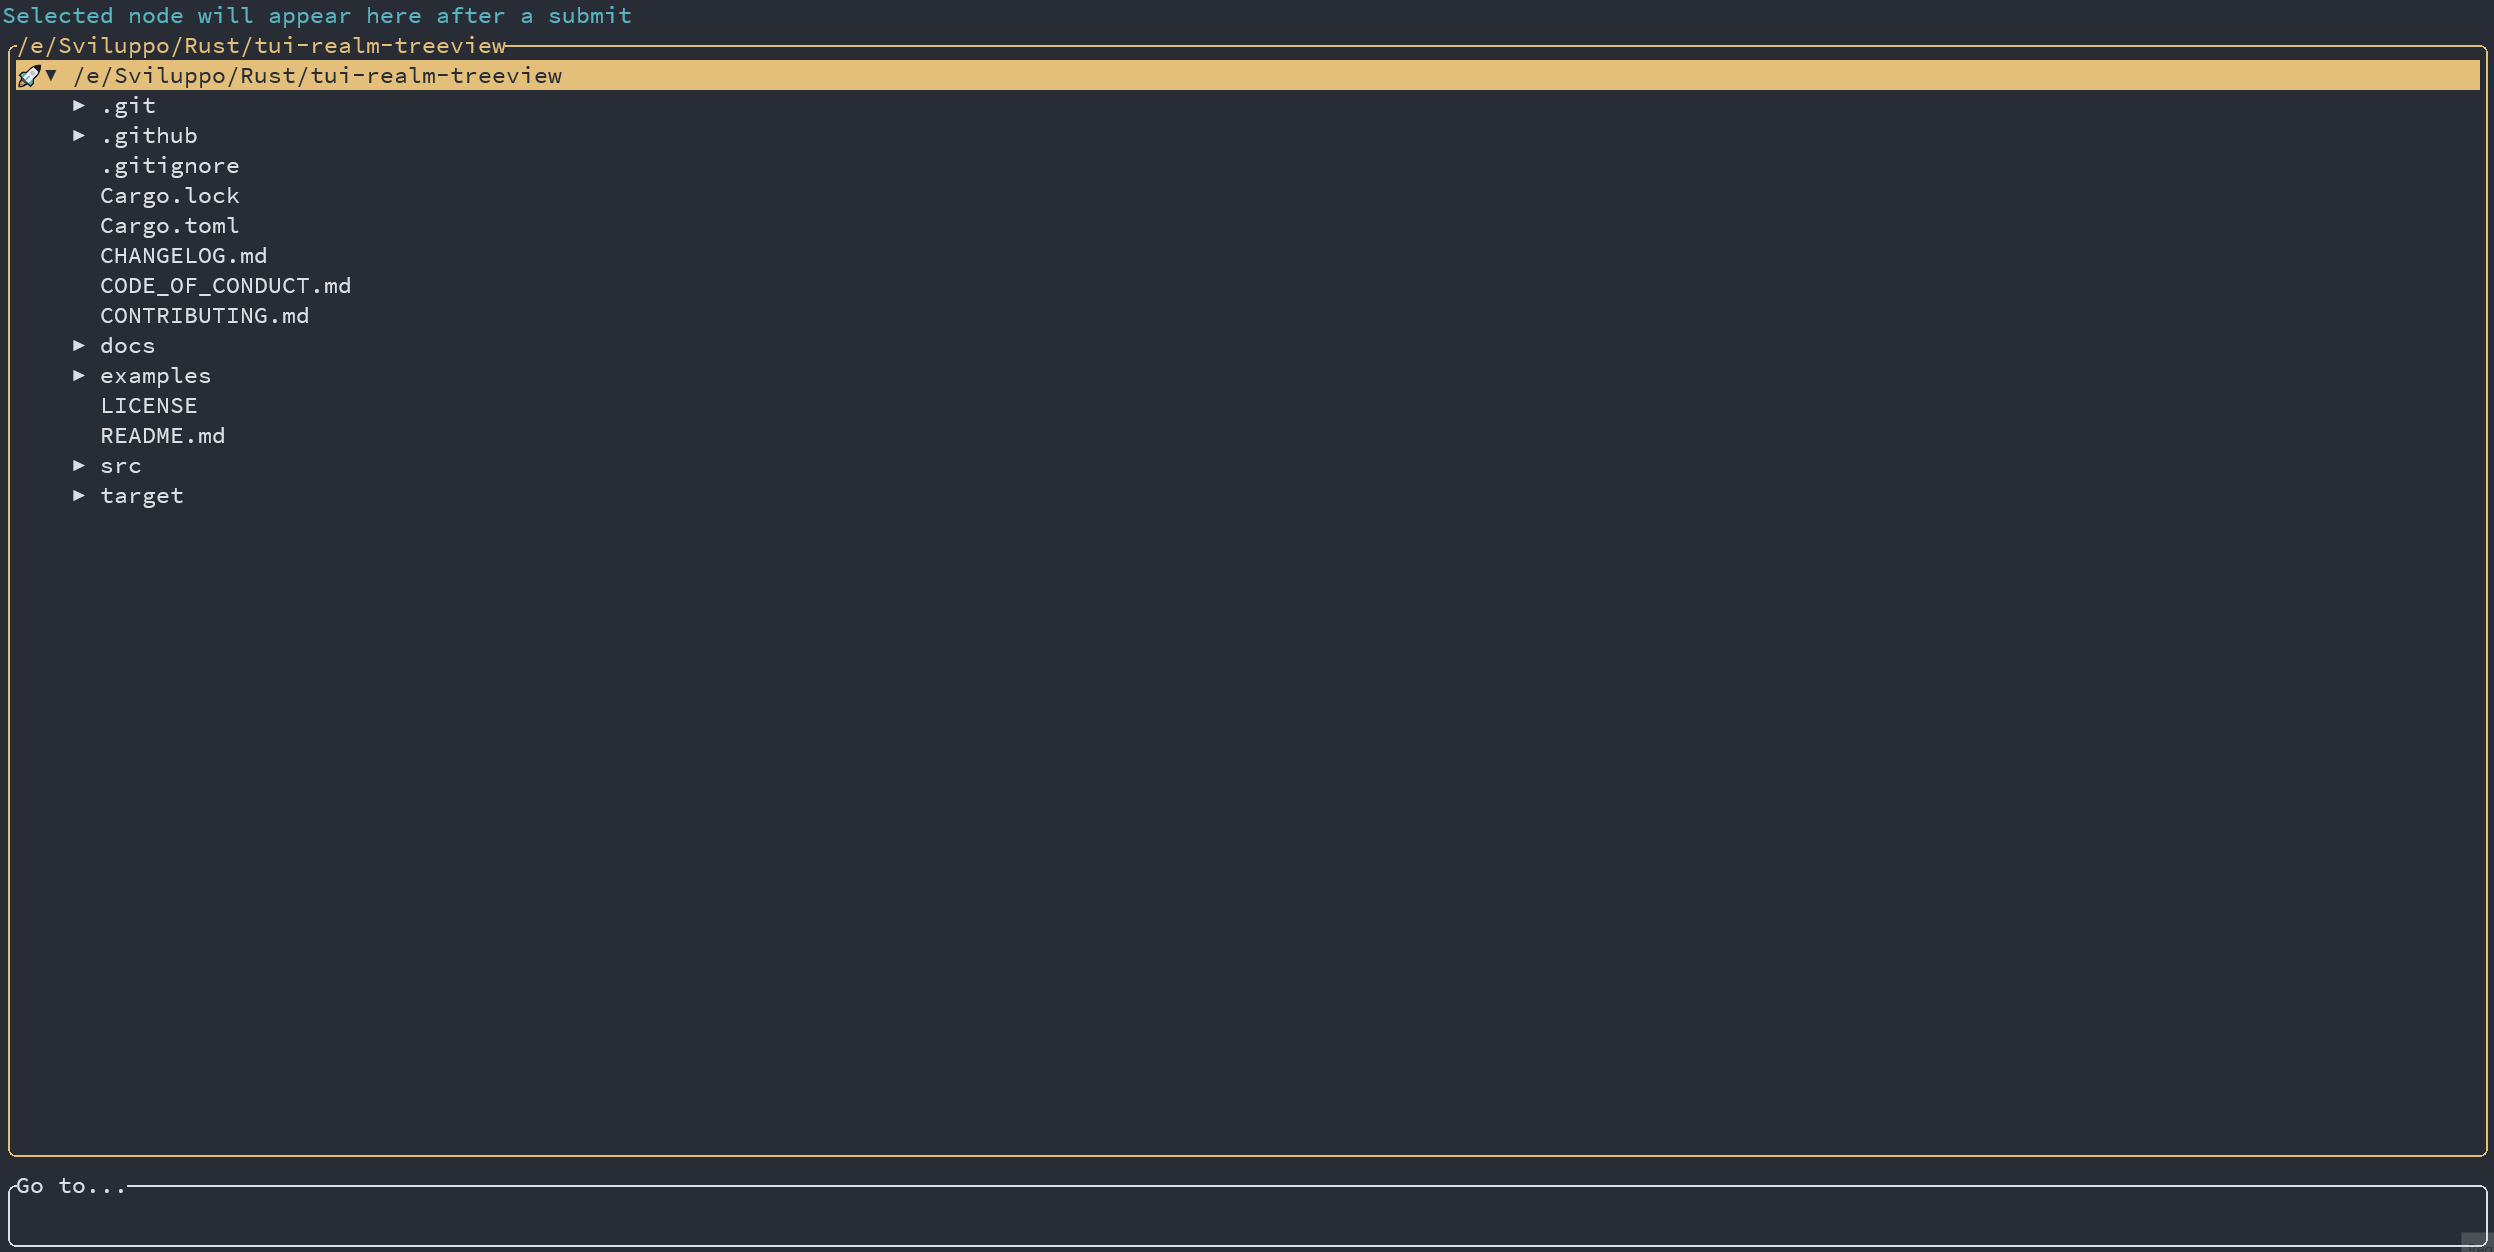 Selected node will appear here after a submit
/e/Sviluppo/Rust/tui-realm-treeview
🚀▼ /e/Sviluppo/Rust/tui-realm-treeview
▶ .git
▶ .github
.gitignore
Cargo.lock
Cargo.toml
CHANGELOG.md
CODE_OF_CONDUCT.md
CONTRIBUTING.md
▶ docs
▶ examples
LICENSE
README.md
▶ src
▶ target
Go to...